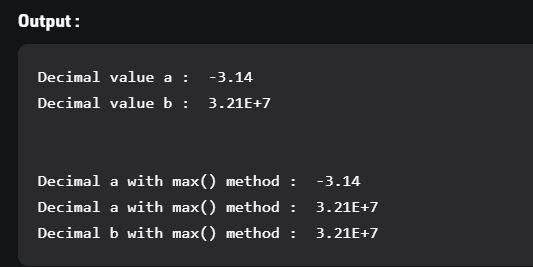 Output :
Decimal value a :  -3.14
Decimal value b :  3.21E+7
Decimal a with max() method :  -3.14
Decimal a with max() method :  3.21E+7
Decimal b with max() method :  3.21E+7